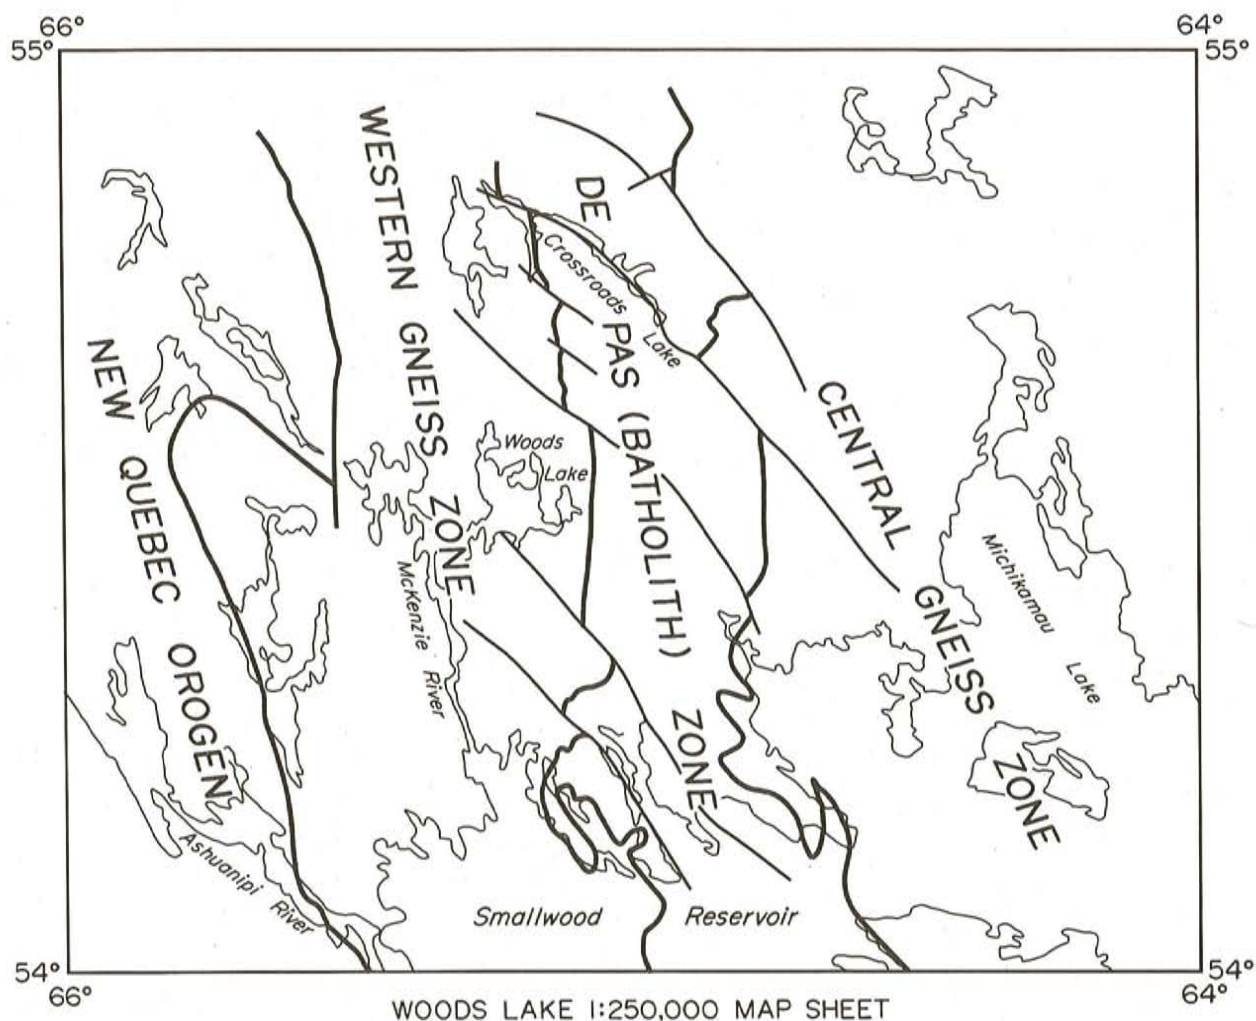 66°
64°
55°
55°
WESTERN GNEISS ZONE
DE PAS (BATHOLITH) ZONE
Crossroads Lake
NEW QUEBEC OROGEN
CENTRAL GNEISS ZONE
Woods
Lake
Michikamau Lake
McKenzie River
Ashuanipi River
Smallwood Reservoir
54°
54°
66°
64°
WOODS LAKE 1:250,000 MAP SHEET